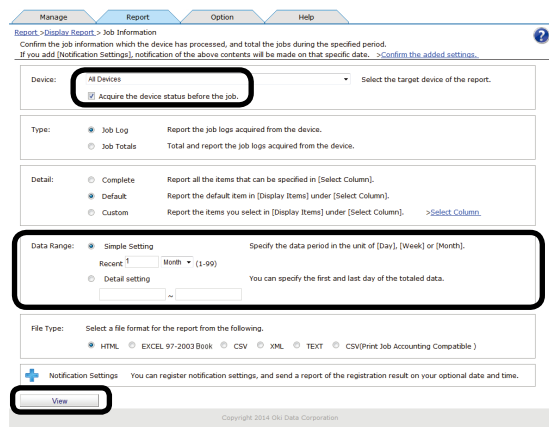 Manage Report Option Help
Report >Display Report > Job Information
Confirm the job information which the device has processed, and total the jobs during the specified period.
If you add [Notification Settings], notification of the above contents will be made on that specific date. >Confirm the added settings.
Device: All Devices Select the target device of the report.
Acquire the device status before the job.
Type: Job Log Report the job logs acquired from the device.
Job Totals Total and report the job logs acquired from the device.
Detail: Complete Report all the items that can be specified in [Select Column].
Default Report the default item in [Display Items] under [Select Column].
Custom Report the items you select in [Display Items] under [Select Column]. >Select Column
Data Range: Simple Setting Specify the data period in the unit of [Day], [Week] or [Month].
Recent 1 Month (1-99)
Detail setting You can specify the first and last day of the totaled data.
~
File Type: Select a file format for the report from the following.
HTML EXCEL 97-2003 Book CSV XML TEXT CSV(Print Job Accounting Compatible )
Notification Settings You can register notification settings, and send a report of the registration result on your optional date and time.
View
Copyright 2014 Oki Data Corporation